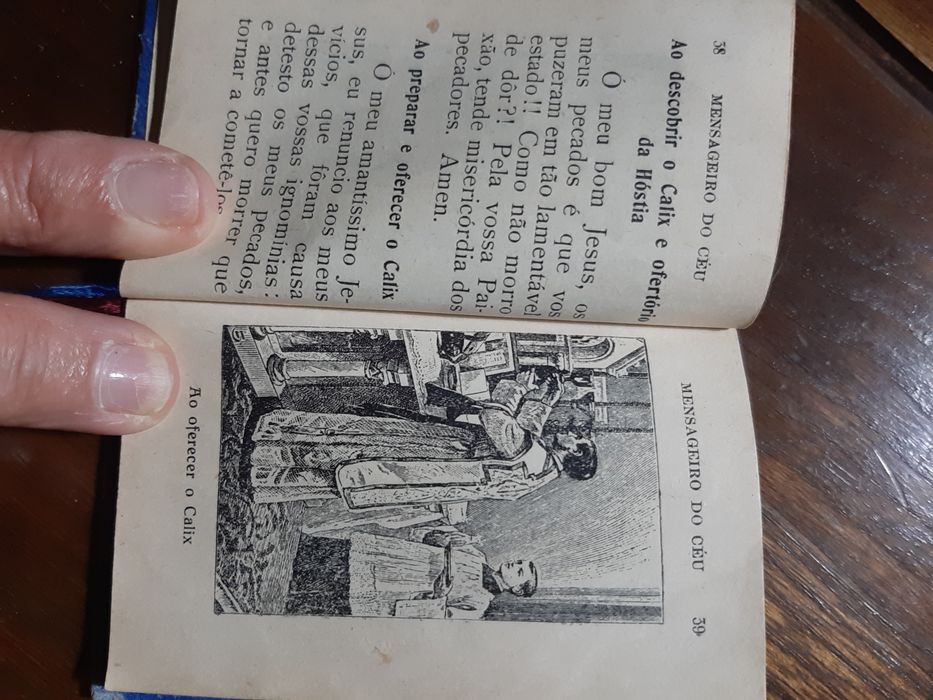 38 MENSAGEIRO DO CÉU
Ao descobrir o Calix e ofertório
da Hóstia
Ó meu bom Jesus, os
meus pecados é que vos
puzeram em tão lamentável
estado!! Como não morro
de dôr?! Pela vossa Pai-
xão, tende misericórdia dos
pecadores. Amen.
Ao preparar e oferecer o Calix
Ó meu amantíssimo Je-
sus, eu renuncio aos meus
vícios, que fôram causa
dessas vossas ignomínias:
detesto os meus pecados,
e antes quero morrer que
tornar a cometê-los
MENSAGEIRO DO CÉU 39
Ao oferecer o Calix